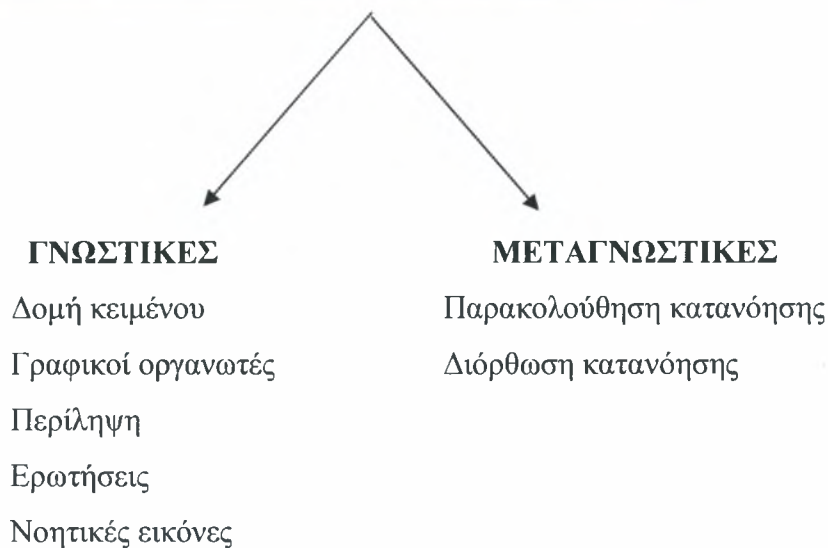 ΓΝΩΣΤΙΚΕΣ
Δομή κειμένου
Γραφικοί οργανωτές
Περίληψη
Ερωτήσεις
Νοητικές εικόνες
ΜΕΤΑΓΝΩΣΤΙΚΕΣ
Παρακολούθηση κατανόησης
Διόρθωση κατανόησης